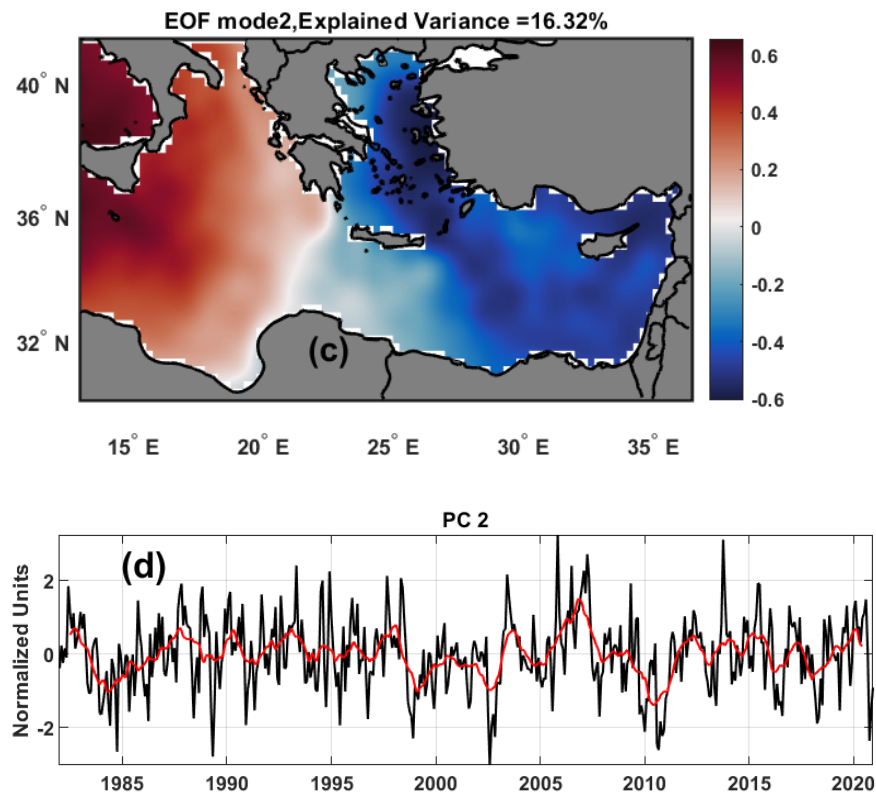 EOF mode2,Explained Variance =16.32%
40° N
36° N
32° N
(c)
0.6
0.4
0.2
0
-0.2
-0.4
-0.6
15° E 20° E 25° E 30° E 35° E
PC 2
(d)
Normalized Units
2
0
-2
1985 1990 1995 2000 2005 2010 2015 2020